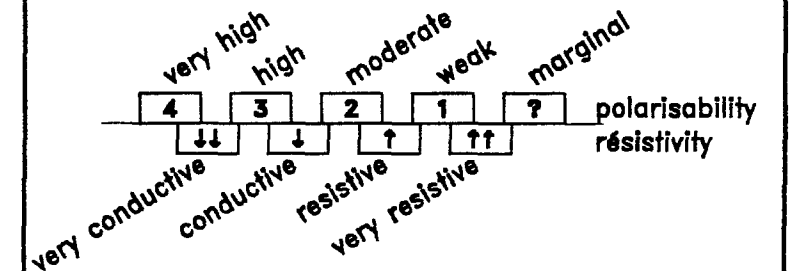 very high
high
moderate
weak
marginal
4 3 2 1 ? polarisability
↓↓ ↓ ↑ ↑↑ résistivity
very conductive
conductive
resistive
very resistive